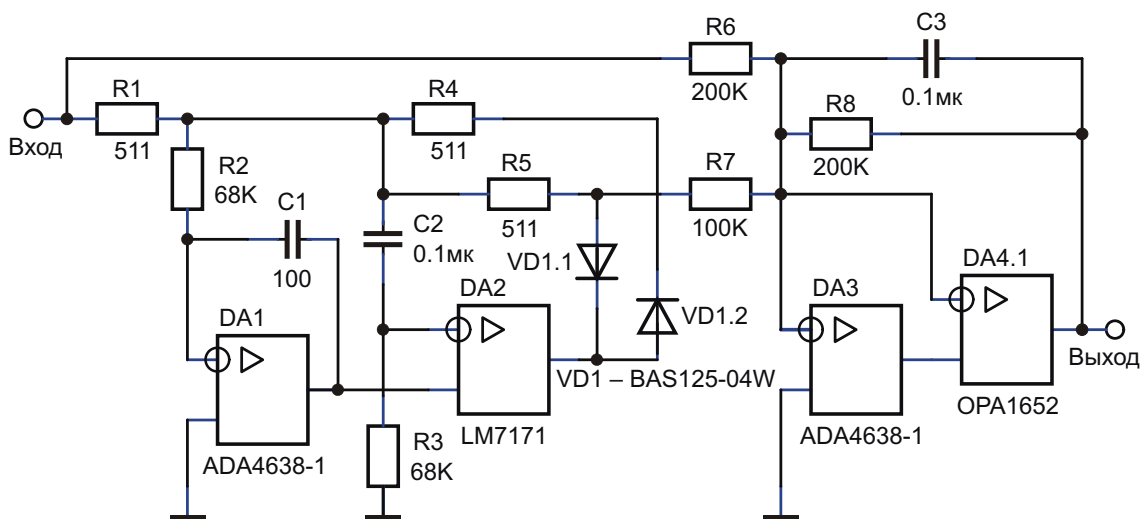 R6
C3
R1
R4
200K
0.1мк
Вход
511
R2
68K
511
R5
R7
R8
200K
C1
C2
0.1мк
511
100K
100
VD1.1
DA4.1
DA1
DA2
VD1.2
DA3
Выход
VD1 – BAS125-04W
OPA1652
R3
68K
LM7171
ADA4638-1
ADA4638-1